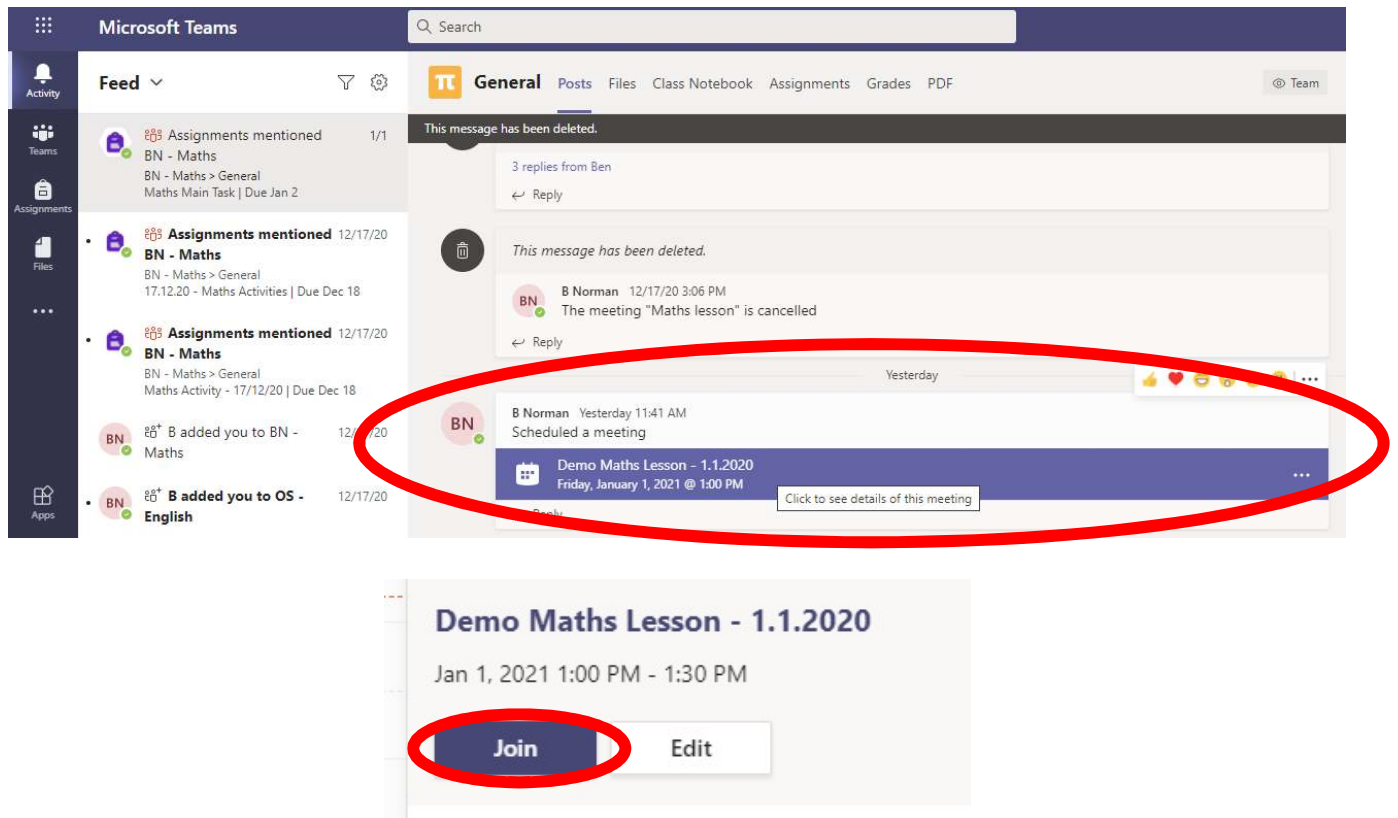 Microsoft Teams
Search
Activity
Teams
Assignments
Files
Apps
Feed
Assignments mentioned 1/1
BN - Maths
BN - Maths > General
Maths Main Task | Due Jan 2
Assignments mentioned 12/17/20
BN - Maths
BN - Maths > General
17.12.20 - Maths Activities | Due Dec 18
Assignments mentioned 12/17/20
BN - Maths
BN - Maths > General
Maths Activity - 17/12/20 | Due Dec 18
BN
B added you to BN -
Maths
BN
B added you to OS - 12/17/20
English
π General Posts Files Class Notebook Assignments Grades PDF Team
This message has been deleted.
3 replies from Ben
Reply
This message has been deleted.
BN
B Norman 12/17/20 3:06 PM
The meeting "Maths lesson" is cancelled
Reply
Yesterday
BN
B Norman Yesterday 11:41 AM
Scheduled a meeting
Demo Maths Lesson - 1.1.2020
Friday, January 1, 2021 @ 1:00 PM
Click to see details of this meeting
Demo Maths Lesson - 1.1.2020
Jan 1, 2021 1:00 PM - 1:30 PM
Join Edit